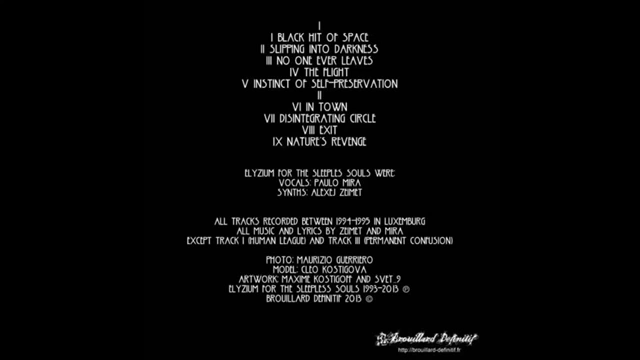 I
I BLACK HIT OF SPACE
II SLIPPING INTO DARKNESS
III NO ONE EVER LEAVES
IV THE FLIGHT
V INSTINCT OF SELF-PRESERVATION
II
VI IN TOWN
VII DISINTEGRATING CIRCLE
VIII EXIT
IX NATURE'S REVENGE
ELYZIUM FOR THE SLEEPLES SOULS WERE:
VOCALS: PAULO MIRA
SYNTHS: ALEXEJ ZEIMET
ALL TRACKS RECORDED BETWEEN 1994-1995 IN LUXEMBURG
ALL MUSIC AND LYRICS BY ZEIMET AND MIRA
EXCEPT TRACK I (HUMAN LEAGUE) AND TRACK III (PERMANENT CONFUSION)
PHOTO: MAURIZIO GUERRIERO
MODEL: CLEO KOSTIGOVA
ARTWORK: MAXIME KOSTIGOFF AND SVET_9
ELYZIUM FOR THE SLEEPLESS SOULS 1993-2013 ℗
BROUILLARD DEFINITIF 2013 ©
Brouillard Definitif
http://brouillard-definitif.fr